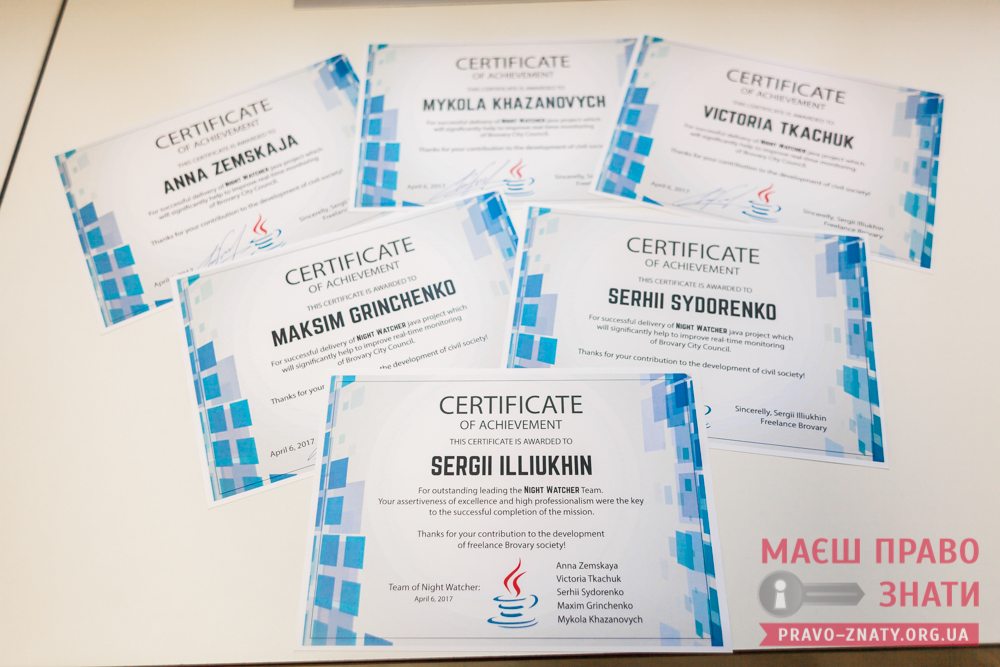 CERTIFICATE
OF ACHIEVEMENT
THIS CERTIFICATE IS AWARDED TO
ANNA ZEMSKAJA
For successful delivery of NIGHT WATCHER java project which
will significantly help to improve real-time monitoring
of Brovary City Council.
Thanks for your contribution to the development of civil society!
April 6, 2017
Sincerelly, Sergii Illiukhin
Freelance
CERTIFICATE
OF ACHIEVEMENT
THIS CERTIFICATE IS AWARDED TO
MYKOLA KHAZANOVYCH
For successful delivery of NIGHT WATCHER java project which
will significantly help to improve real-time monitoring
of Brovary City Council.
Thanks for your contribution to the development of civil
April 6, 2017
Sincerelly,
CERTIFICATE
OF ACHIEVEMENT
THIS CERTIFICATE IS AWARDED TO
VICTORIA TKACHUK
For successful delivery of NIGHT WATCHER java project which
will significantly help to improve real-time monitoring
of Brovary City Council.
Thanks for your contribution to the development of civil society!
April 6, 2017
Sincerelly, Sergii Illiukhin
Freelance Brovary
CERTIFICATE
OF ACHIEVEMENT
THIS CERTIFICATE IS AWARDED TO
MAKSIM GRINCHENKO
For successful delivery of NIGHT WATCHER java project which
will significantly help to improve real-time monitoring
of Brovary City Council.
Thanks for your the development of civil society!
April 6, 2017
CERTIFICATE
OF ACHIEVEMENT
THIS CERTIFICATE IS AWARDED TO
SERHII SYDORENKO
For successful delivery of NIGHT WATCHER java project which
will significantly help to improve real-time monitoring
of Brovary City Council.
Thanks for your contribution to the development of civil society!
Sincerelly, Sergii Illiukhin
Freelance Brovary
CERTIFICATE
OF ACHIEVEMENT
THIS CERTIFICATE IS AWARDED TO
SERGII ILLIUKHIN
For outstanding leading the NIGHT WATCHER Team.
Your assertiveness of excellence and high professionalism were the key
to the successful completion of the mission.
Thanks for your contribution to the development
of freelance Brovary society!
Team of Night Watcher:
April 6, 2017
Anna Zemskaya
Victoria Tkachuk
Serhii Sydorenko
Maxim Grinchenko
Mykola Khazanovych
МАЄШ ПРАВО
ЗНАТИ
PRAVO-ZNATY.ORG.UA